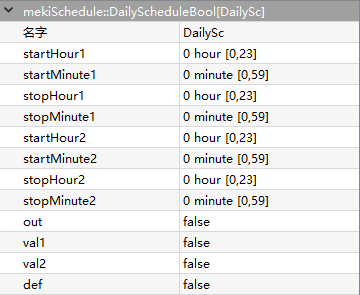 mekiSchedule::DailyScheduleBool[DailySc]
名字 DailySc
startHour1 0 hour [0,23]
startMinute1 0 minute [0,59]
stopHour1 0 hour [0,23]
stopMinute1 0 minute [0,59]
startHour2 0 hour [0,23]
startMinute2 0 minute [0,59]
stopHour2 0 hour [0,23]
stopMinute2 0 minute [0,59]
out false
val1 false
val2 false
def false